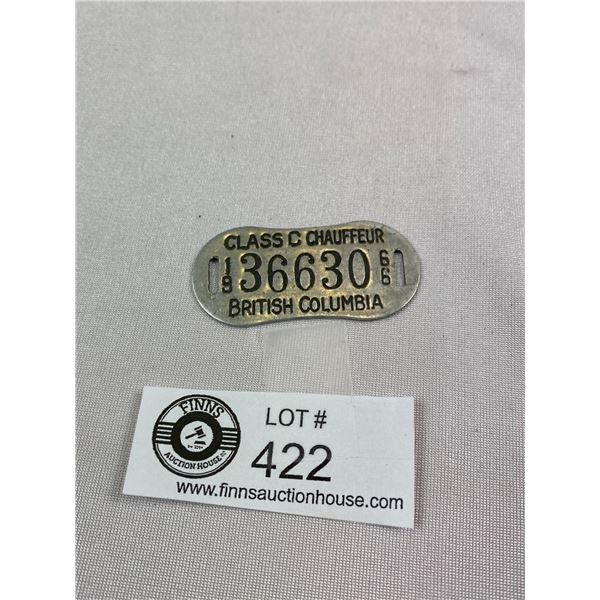 CLASS C CHAUFFEUR
19 36630 66
BRITISH COLUMBIA
FINNS
AUCTION HOUSE
LOT #
422
www.finnsauctionhouse.com